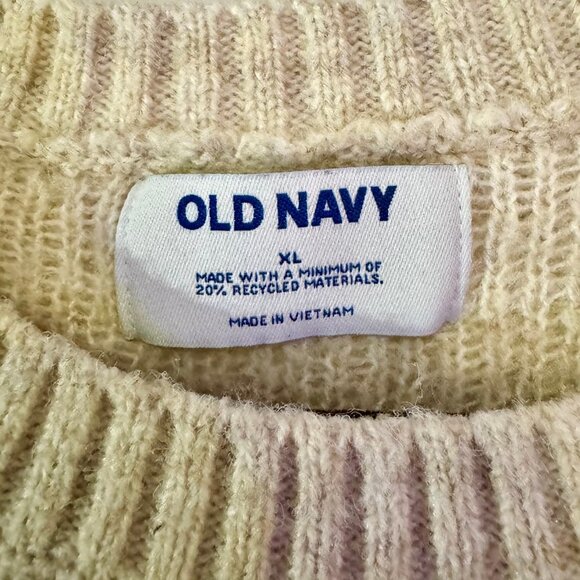 OLD NAVY
XL
MADE WITH A MINIMUM OF
20% RECYCLED MATERIALS.
MADE IN VIETNAM